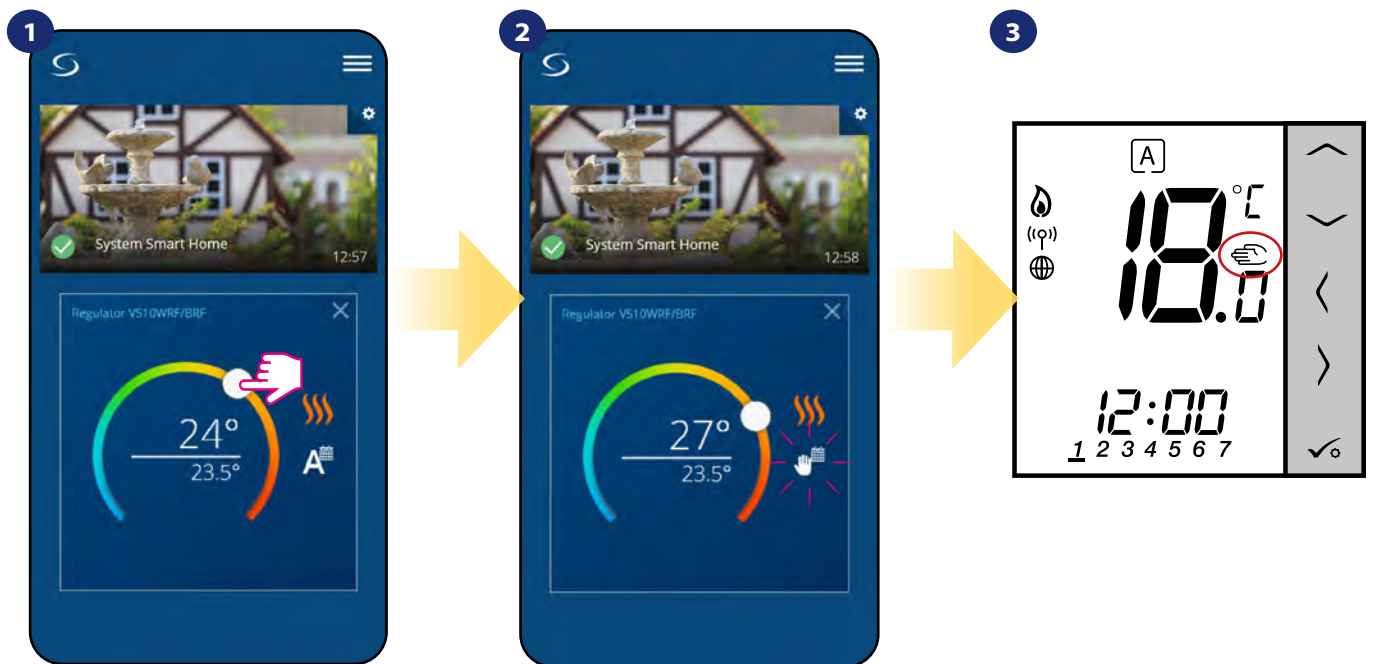 1
System Smart Home
12:57
Regulator VS10WRF/BRF
24°
23.5°
A
2
System Smart Home
12:58
Regulator VS10WRF/BRF
27°
23.5°
3
A
18.0 °C
12:00
1 2 3 4 5 6 7